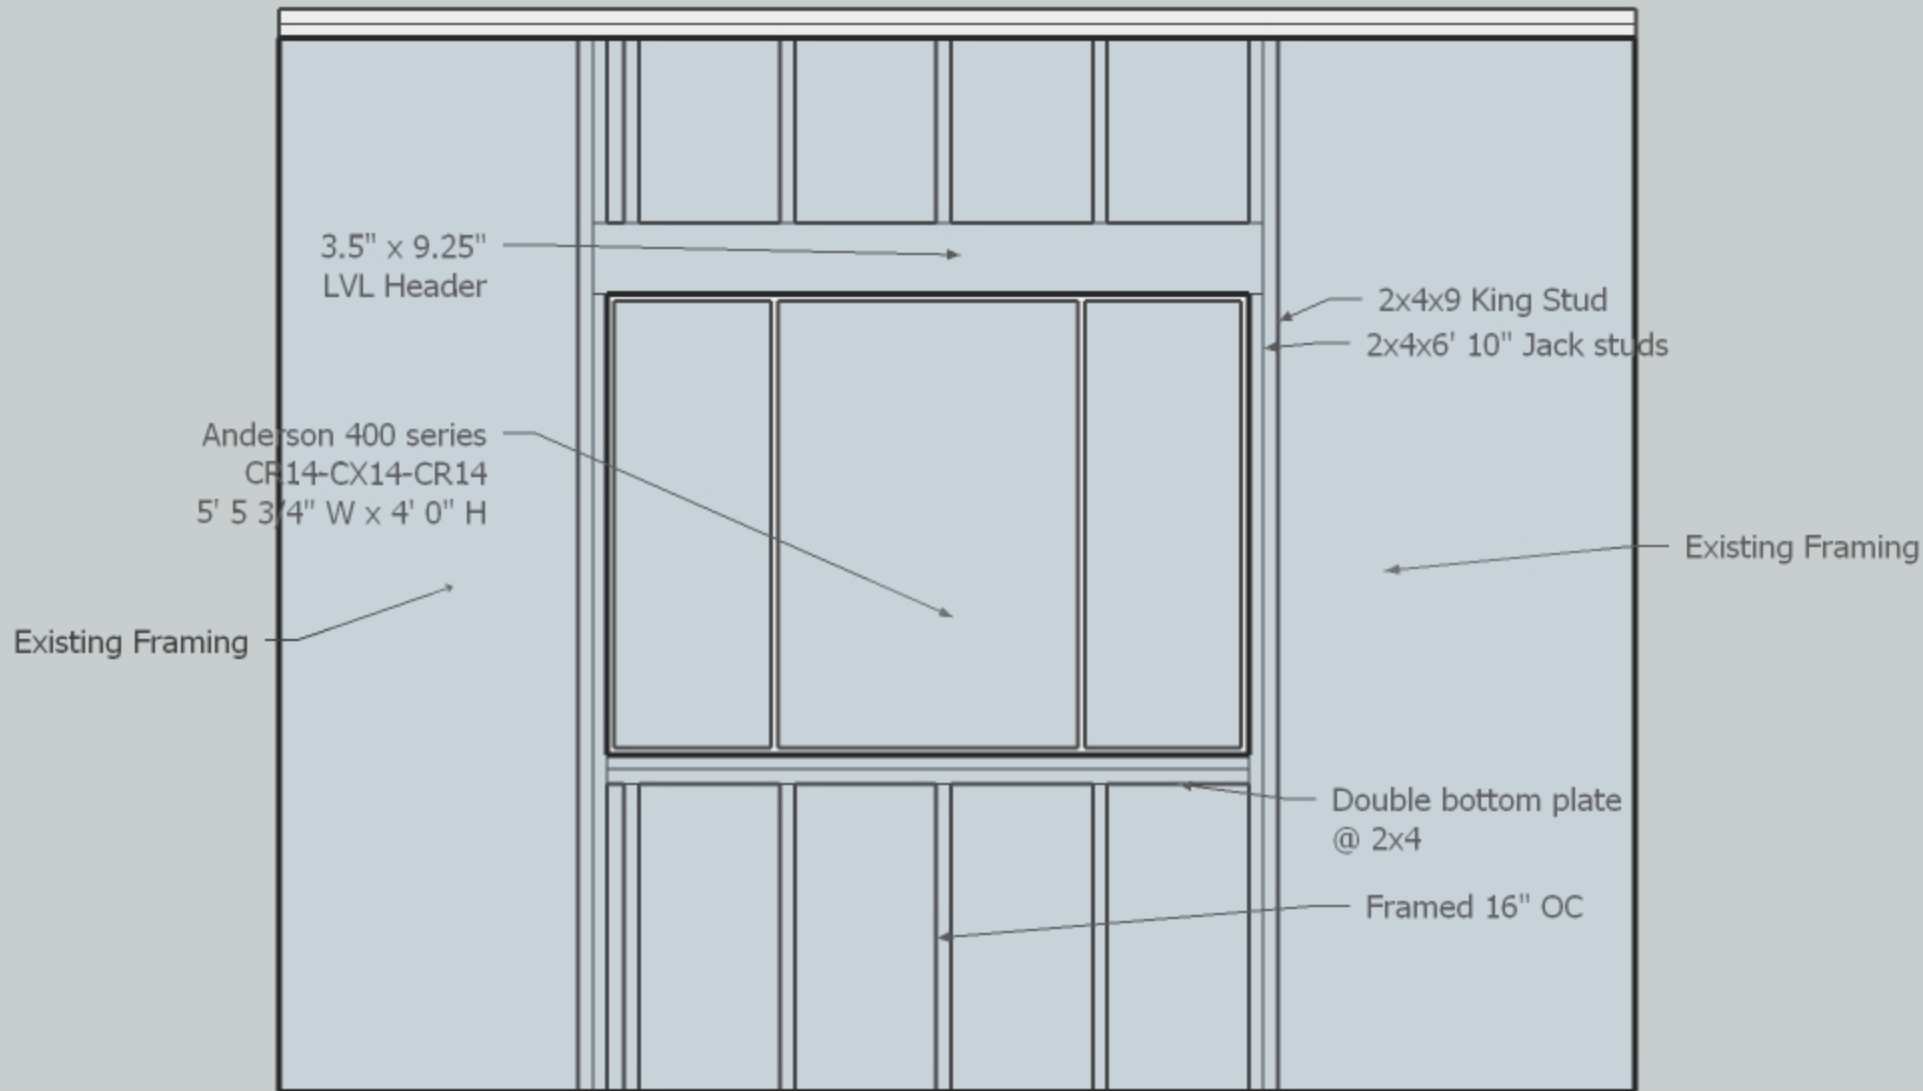 3.5" x 9.25"
LVL Header
2x4x9 King Stud
2x4x6' 10" Jack studs
Anderson 400 series
CR14-CX14-CR14
5' 5 3/4" W x 4' 0" H
Existing Framing
Existing Framing
Double bottom plate
@ 2x4
Framed 16" OC